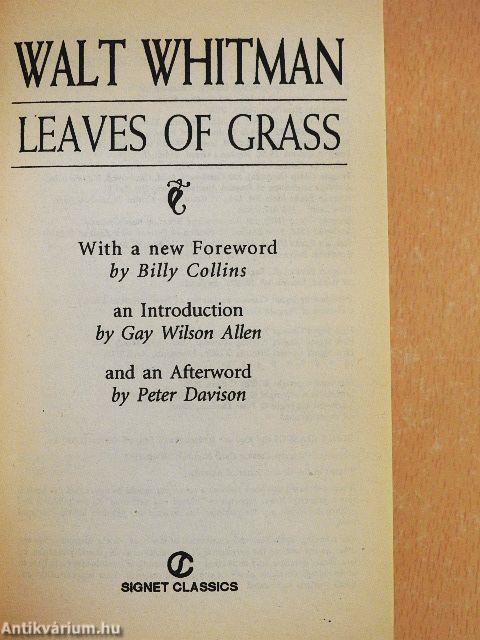 WALT WHITMAN
LEAVES OF GRASS
With a new Foreword
by Billy Collins
an Introduction
by Gay Wilson Allen
and an Afterword
by Peter Davison
SIGNET CLASSICS
Antikvárium.hu